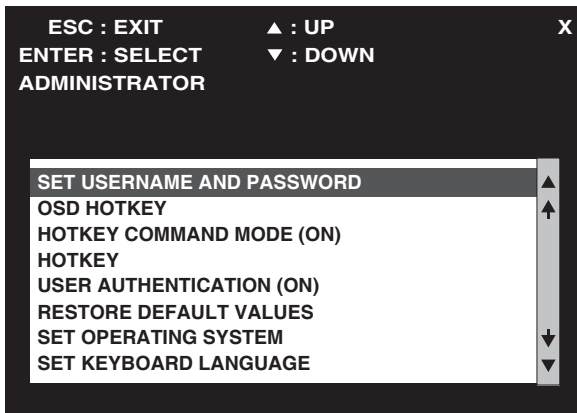 ESC : EXIT ▲ : UP X
ENTER : SELECT ▼ : DOWN
ADMINISTRATOR
SET USERNAME AND PASSWORD
OSD HOTKEY
HOTKEY COMMAND MODE (ON)
HOTKEY
USER AUTHENTICATION (ON)
RESTORE DEFAULT VALUES
SET OPERATING SYSTEM
SET KEYBOARD LANGUAGE